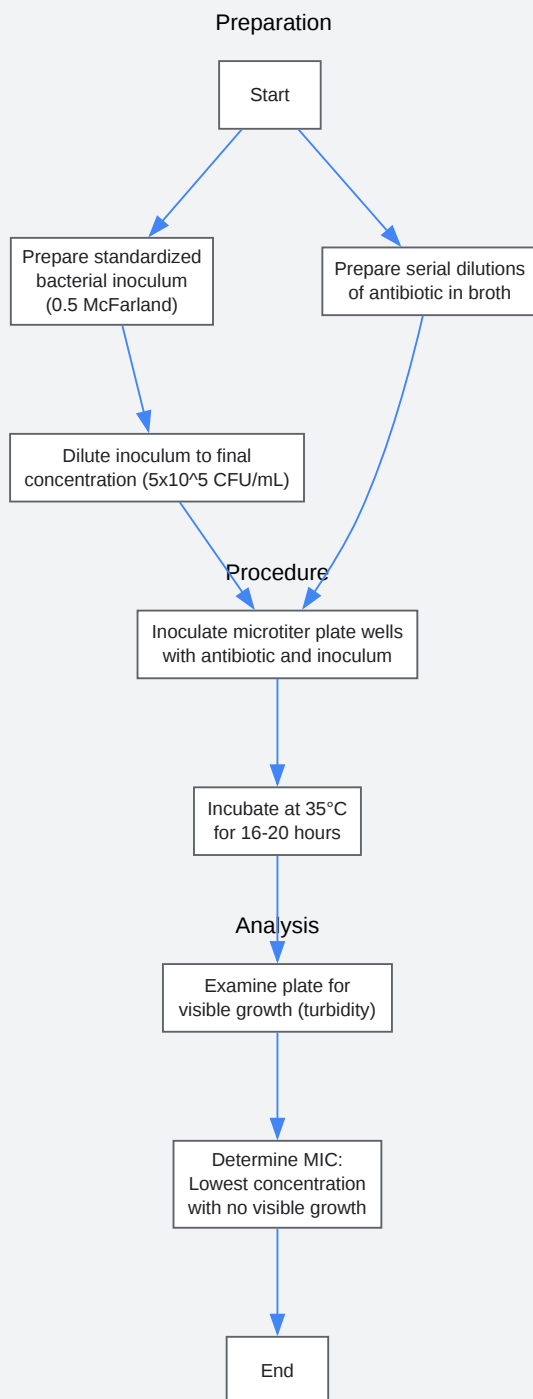 Preparation
Start
Prepare standardized
bacterial inoculum
(0.5 McFarland)
Prepare serial dilutions
of antibiotic in broth
Dilute inoculum to final
concentration (5x10^5 CFU/mL)
Procedure
Inoculate microtiter plate wells
with antibiotic and inoculum
Incubate at 35°C
for 16-20 hours
Analysis
Examine plate for
visible growth (turbidity)
Determine MIC:
Lowest concentration
with no visible growth
End